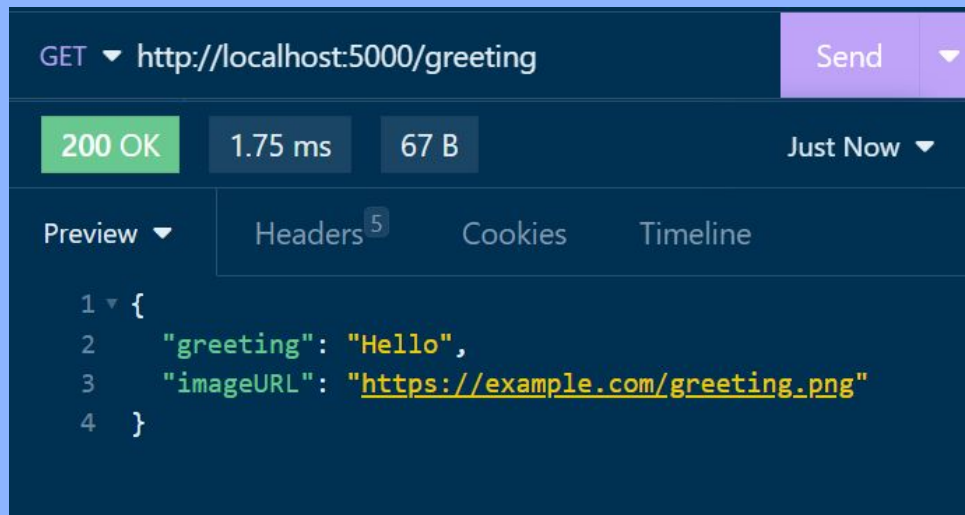 GET http://localhost:5000/greeting Send
200 OK 1.75 ms 67 B Just Now
Preview Headers 5 Cookies Timeline
1 {
2 "greeting": "Hello",
3 "imageURL": "https://example.com/greeting.png"
4 }